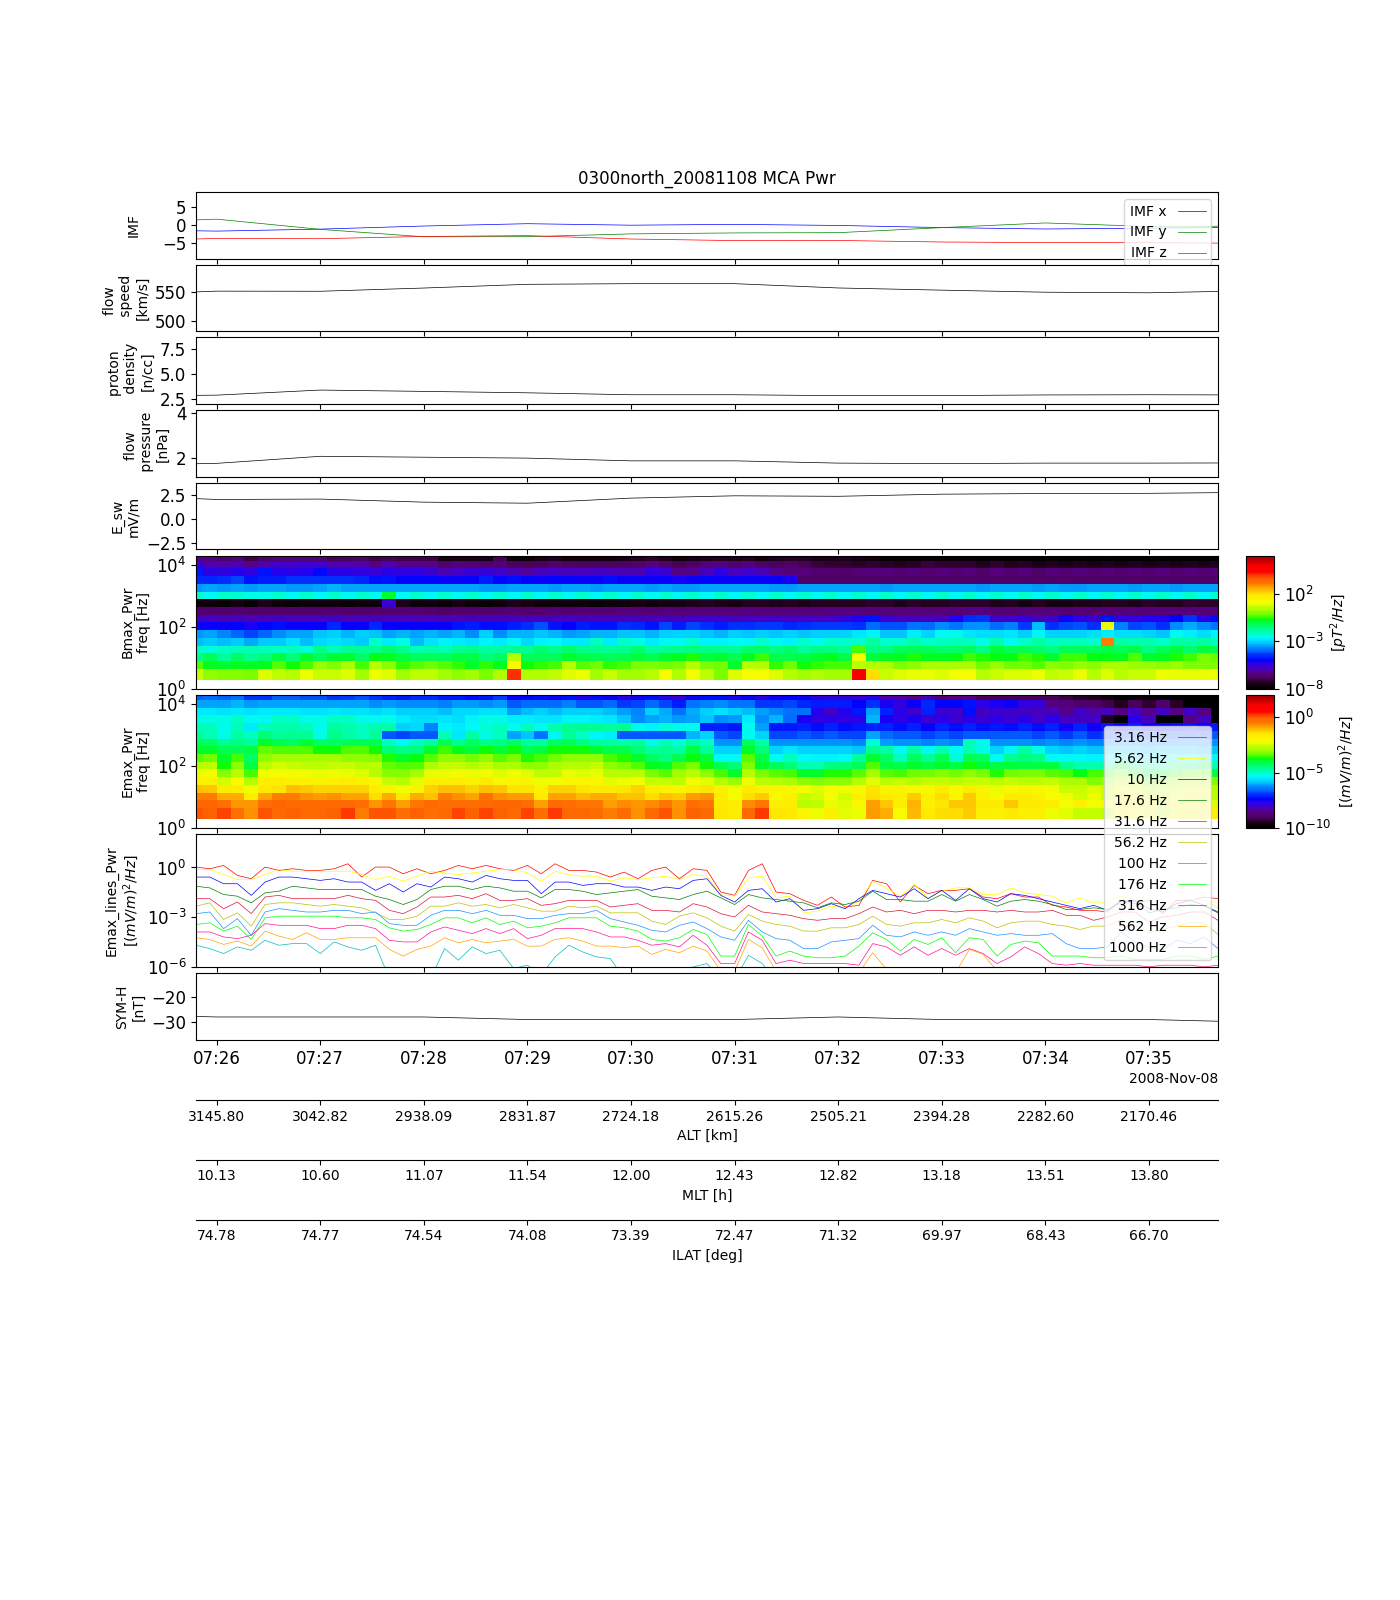 0300north_20081108 MCA Pwr
IMF
5
0
−5
IMF x
IMF y
IMF z
flow
speed
[km/s]
550
500
proton
density
[n/cc]
7.5
5.0
2.5
flow
pressure
[nPa]
4
2
E_sw
mV/m
2.5
0.0
−2.5
Bmax_Pwr
freq [Hz]
10^4
10^2
10^0
10^2
10^−3
10^−8
[pT^2/Hz]
Emax_Pwr
freq [Hz]
10^4
10^2
10^0
10^0
10^−5
10^−10
[(mV/m)^2/Hz]
3.16 Hz
5.62 Hz
10 Hz
17.6 Hz
31.6 Hz
56.2 Hz
100 Hz
176 Hz
316 Hz
562 Hz
1000 Hz
Emax_lines_Pwr
[(mV/m)^2/Hz]
10^0
10^−3
10^−6
SYM-H
[nT]
−20
−30
07:26 07:27 07:28 07:29 07:30 07:31 07:32 07:33 07:34 07:35
2008-Nov-08
3145.80 3042.82 2938.09 2831.87 2724.18 2615.26 2505.21 2394.28 2282.60 2170.46
ALT [km]
10.13 10.60 11.07 11.54 12.00 12.43 12.82 13.18 13.51 13.80
MLT [h]
74.78 74.77 74.54 74.08 73.39 72.47 71.32 69.97 68.43 66.70
ILAT [deg]